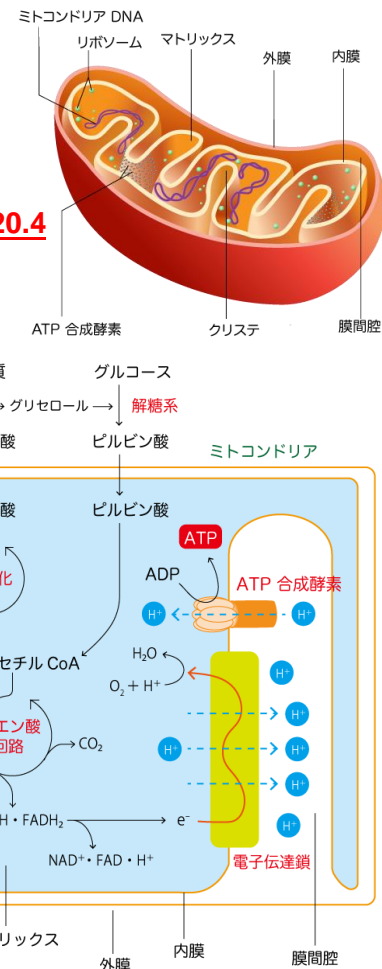 ミトコンドリア DNA
リボソーム
マトリックス
外膜
内膜
20.4
ATP 合成酵素
クリステ
膜間腔
質
グルコース
→ グリセロール →
解糖系
酸
ピルビン酸
ミトコンドリア
酸
ピルビン酸
ATP
化
ADP
ATP 合成酵素
H⁺
H⁺
セチル CoA
H₂O
O₂ + H⁺
H⁺
H⁺
エン酸
回路
CO₂
H⁺
H⁺
H⁺
H・FADH₂
e⁻
H⁺
NAD⁺・FAD・H⁺
電子伝達鎖
リックス
外膜
内膜
膜間腔